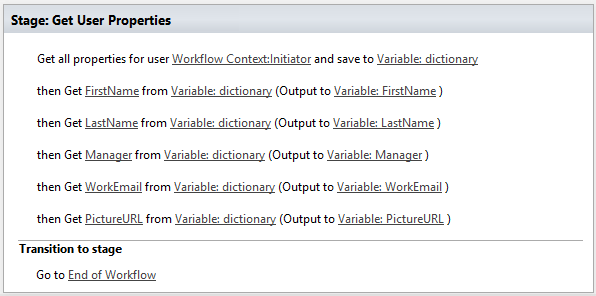 Stage: Get User Properties
Get all properties for user Workflow Context:Initiator and save to Variable: dictionary
then Get FirstName from Variable: dictionary (Output to Variable: FirstName )
then Get LastName from Variable: dictionary (Output to Variable: LastName )
then Get Manager from Variable: dictionary (Output to Variable: Manager )
then Get WorkEmail from Variable: dictionary (Output to Variable: WorkEmail )
then Get PictureURL from Variable: dictionary (Output to Variable: PictureURL )
Transition to stage
Go to End of Workflow